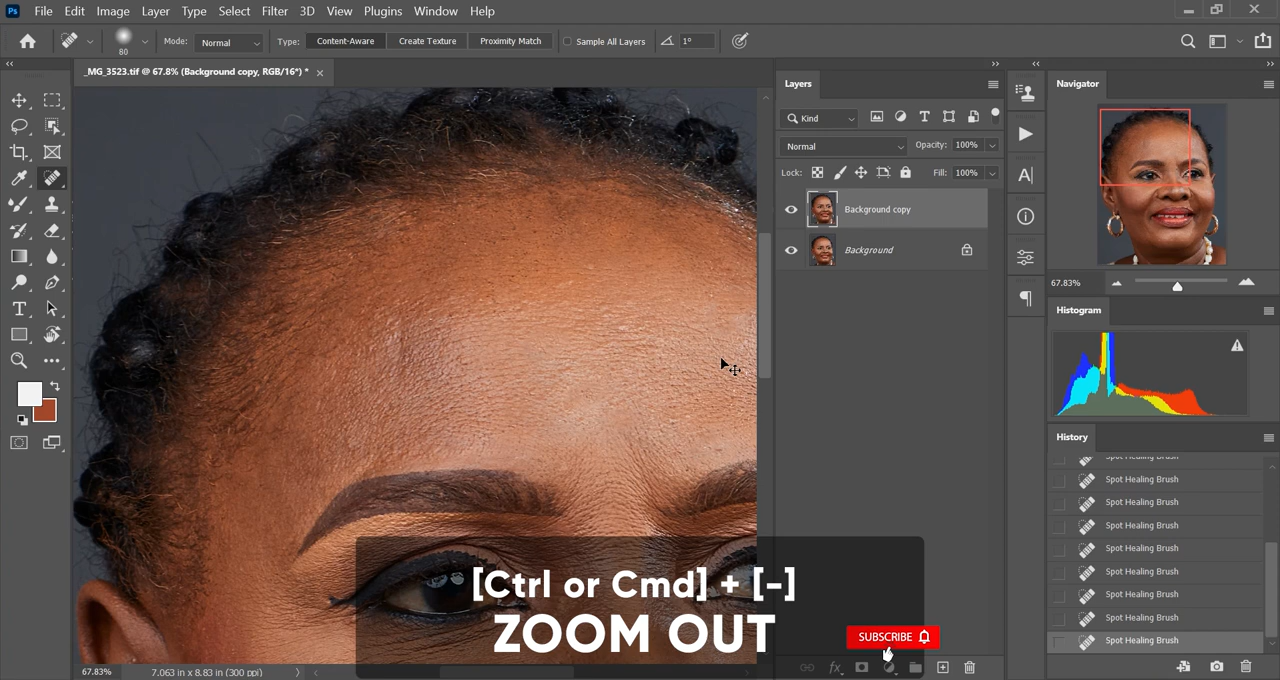 Ps File Edit Image Layer Type Select Filter 3D View Plugins Window Help
80 Mode: Normal Type: Content-Aware Create Texture Proximity Match Sample All Layers 1°
_MG_3523.tif @ 67.8% (Background copy, RGB/16*) *
Layers
Kind
Normal Opacity: 100%
Lock: Fill: 100%
Background copy
Background
Navigator
67.83%
Histogram
History
Spot Healing Brush
Spot Healing Brush
Spot Healing Brush
Spot Healing Brush
Spot Healing Brush
Spot Healing Brush
Spot Healing Brush
Spot Healing Brush
Spot Healing Brush
[Ctrl or Cmd] + [-]
ZOOM OUT
SUBSCRIBE
fx
67.83% 7.063 in x 8.83 in (300 ppi)